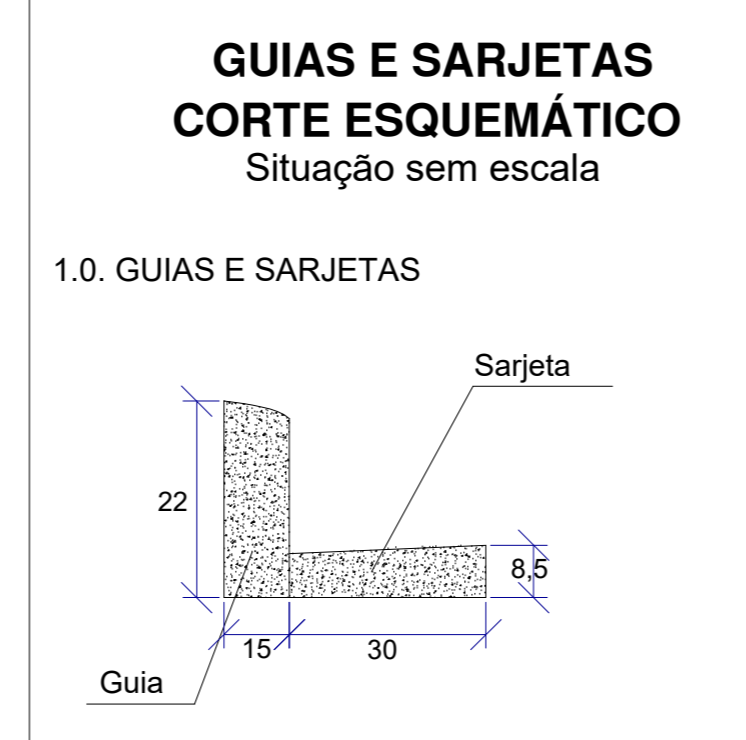 GUIAS E SARJETAS
CORTE ESQUEMÁTICO
Situação sem escala
1.0. GUIAS E SARJETAS
Sarjeta
22
8,5
15
30
Guia